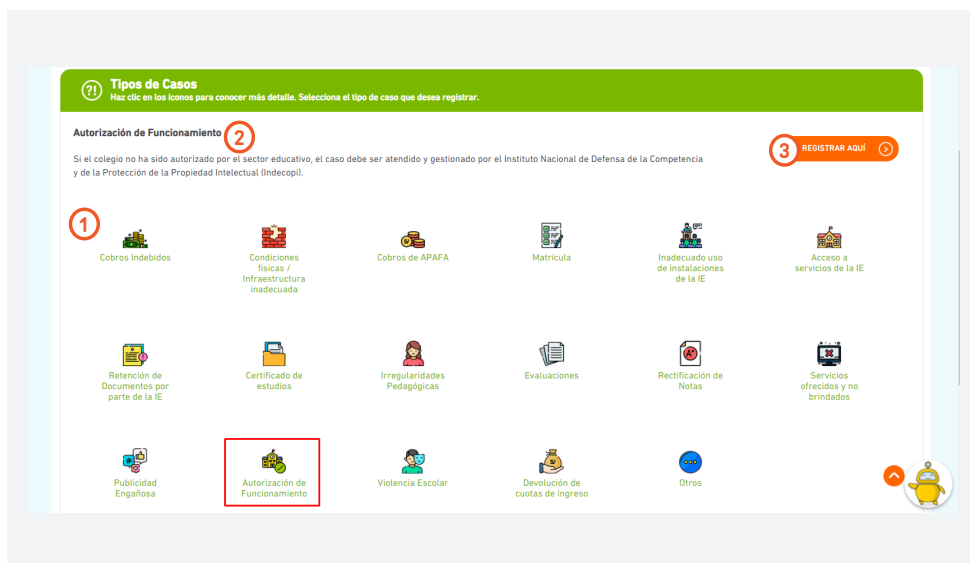 ?!
Tipos de Casos
Haz clic en los íconos para conocer más detalle. Selecciona el tipo de caso que desea registrar.
Autorización de Funcionamiento
2
Si el colegio no ha sido autorizado por el sector educativo, el caso debe ser atendido y gestionado por el Instituto Nacional de Defensa de la Competencia
y de la Protección de la Propiedad Intelectual (Indecopi).
3
REGISTRAR AQUÍ
1
Cobros Indebidos
Condiciones
físicas /
Infraestructura
inadecuada
Cobros de APAFA
Matricula
Inadecuado uso
de instalaciones
de la IE
Acceso a
servicios de la IE
Retención de
Documentos por
parte de la IE
Certificado de
estudios
Irregularidades
Pedagógicas
Evaluaciones
A+
Rectificación de
Notas
Servicios
ofrecidos y no
brindados
#
Publicidad
Engañosa
Autorización de
Funcionamiento
Violencia Escolar
S/
Devolución de
cuotas de ingreso
Otros